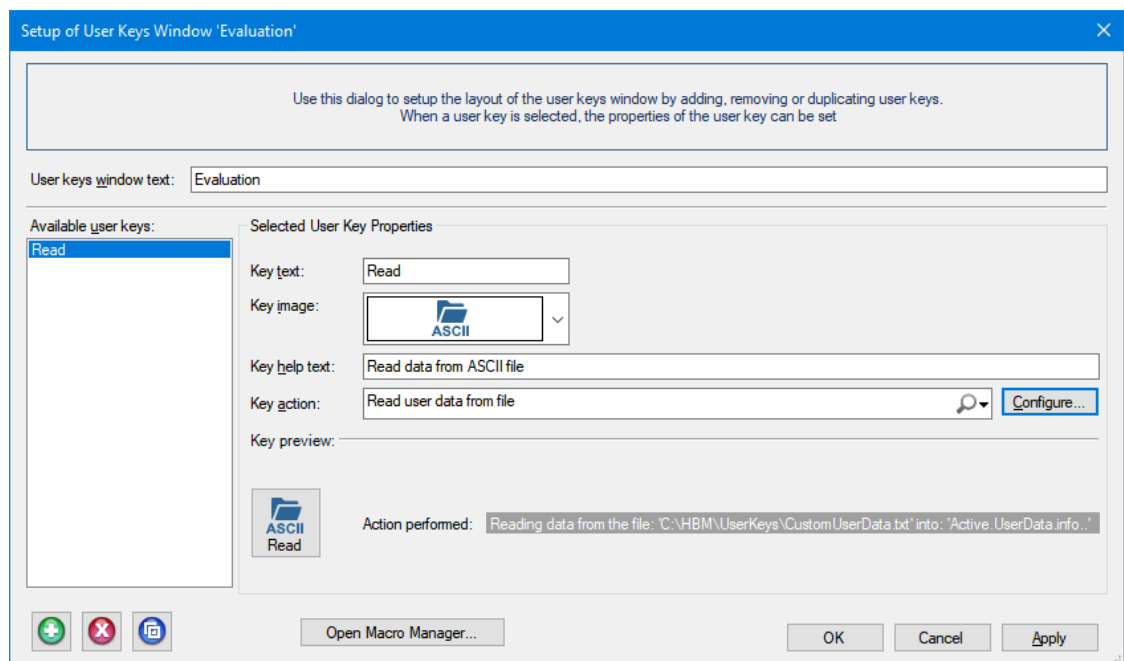 Setup of User Keys Window 'Evaluation'
Use this dialog to setup the layout of the user keys window by adding, removing or duplicating user keys.
When a user key is selected, the properties of the user key can be set
User keys window text: Evaluation
Available user keys:
Read
Selected User Key Properties
Key text: Read
Key image: ASCII
Key help text: Read data from ASCII file
Key action: Read user data from file Configure...
Key preview:
ASCII
Read
Action performed: Reading data from the file: 'C:\HBM\UserKeys\CustomUserData.txt' into: 'Active.UserData.info..'
Open Macro Manager... OK Cancel Apply